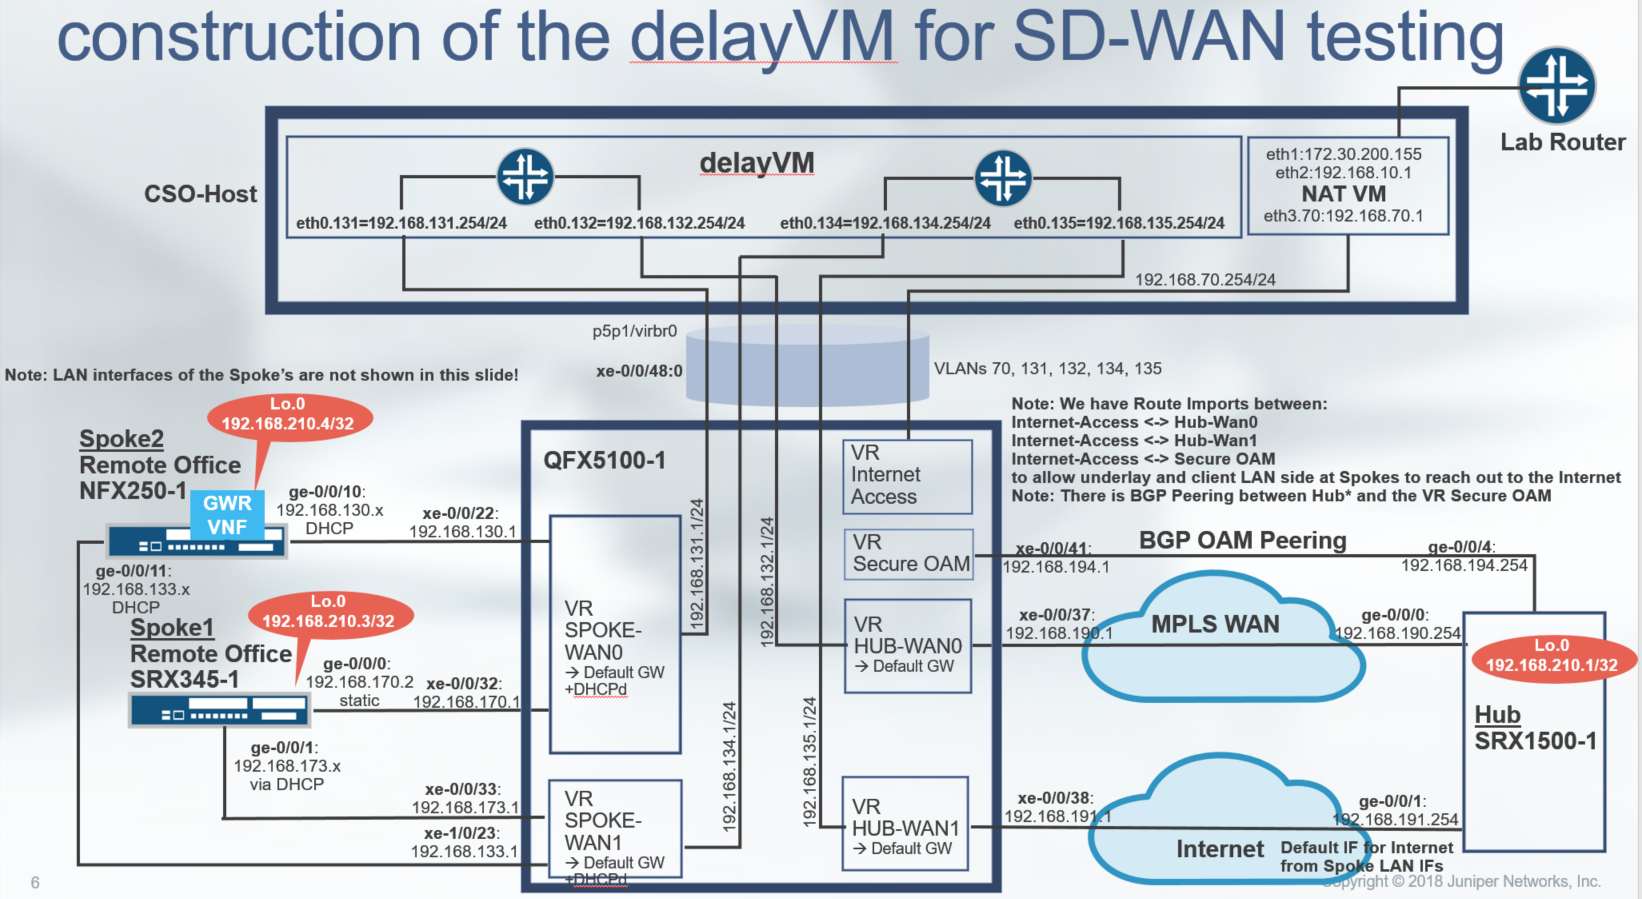 construction of the delayVM for SD-WAN testing
Lab Router
CSO-Host
delayVM
eth0.131=192.168.131.254/24
eth0.132=192.168.132.254/24
eth0.134=192.168.134.254/24
eth0.135=192.168.135.254/24
eth1:172.30.200.155
eth2:192.168.10.1
NAT VM
eth3.70:192.168.70.1
192.168.70.254/24
p5p1/virbr0
xe-0/0/48:0
VLANs 70, 131, 132, 134, 135
Note: LAN interfaces of the Spoke's are not shown in this slide!
Note: We have Route Imports between:
Internet-Access <-> Hub-Wan0
Internet-Access <-> Hub-Wan1
Internet-Access <-> Secure OAM
to allow underlay and client LAN side at Spokes to reach out to the Internet
Note: There is BGP Peering between Hub* and the VR Secure OAM
Lo.0
192.168.210.4/32
Spoke2
Remote Office
NFX250-1
GWR
VNF
ge-0/0/10:
192.168.130.x
DHCP
xe-0/0/22:
192.168.130.1
ge-0/0/11:
192.168.133.x
DHCP
Lo.0
192.168.210.3/32
Spoke1
Remote Office
SRX345-1
ge-0/0/0:
192.168.170.2
static
xe-0/0/32:
192.168.170.1
ge-0/0/1:
192.168.173.x
via DHCP
xe-0/0/33:
192.168.173.1
xe-1/0/23:
192.168.133.1
QFX5100-1
VR
SPOKE-
WAN0
→ Default GW
+DHCPd
192.168.131.1/24
VR
SPOKE-
WAN1
→ Default GW
+DHCPd
192.168.134.1/24
192.168.132.1/24
192.168.135.1/24
VR
Internet
Access
VR
Secure OAM
VR
HUB-WAN0
→ Default GW
VR
HUB-WAN1
→ Default GW
xe-0/0/41:
192.168.194.1
BGP OAM Peering
ge-0/0/4:
192.168.194.254
xe-0/0/37:
192.168.190.1
MPLS WAN
ge-0/0/0:
192.168.190.254
Lo.0
192.168.210.1/32
Hub
SRX1500-1
xe-0/0/38:
192.168.191.1
ge-0/0/1:
192.168.191.254
Internet
Default IF for Internet
from Spoke LAN IFs
6
Copyright © 2018 Juniper Networks, Inc.